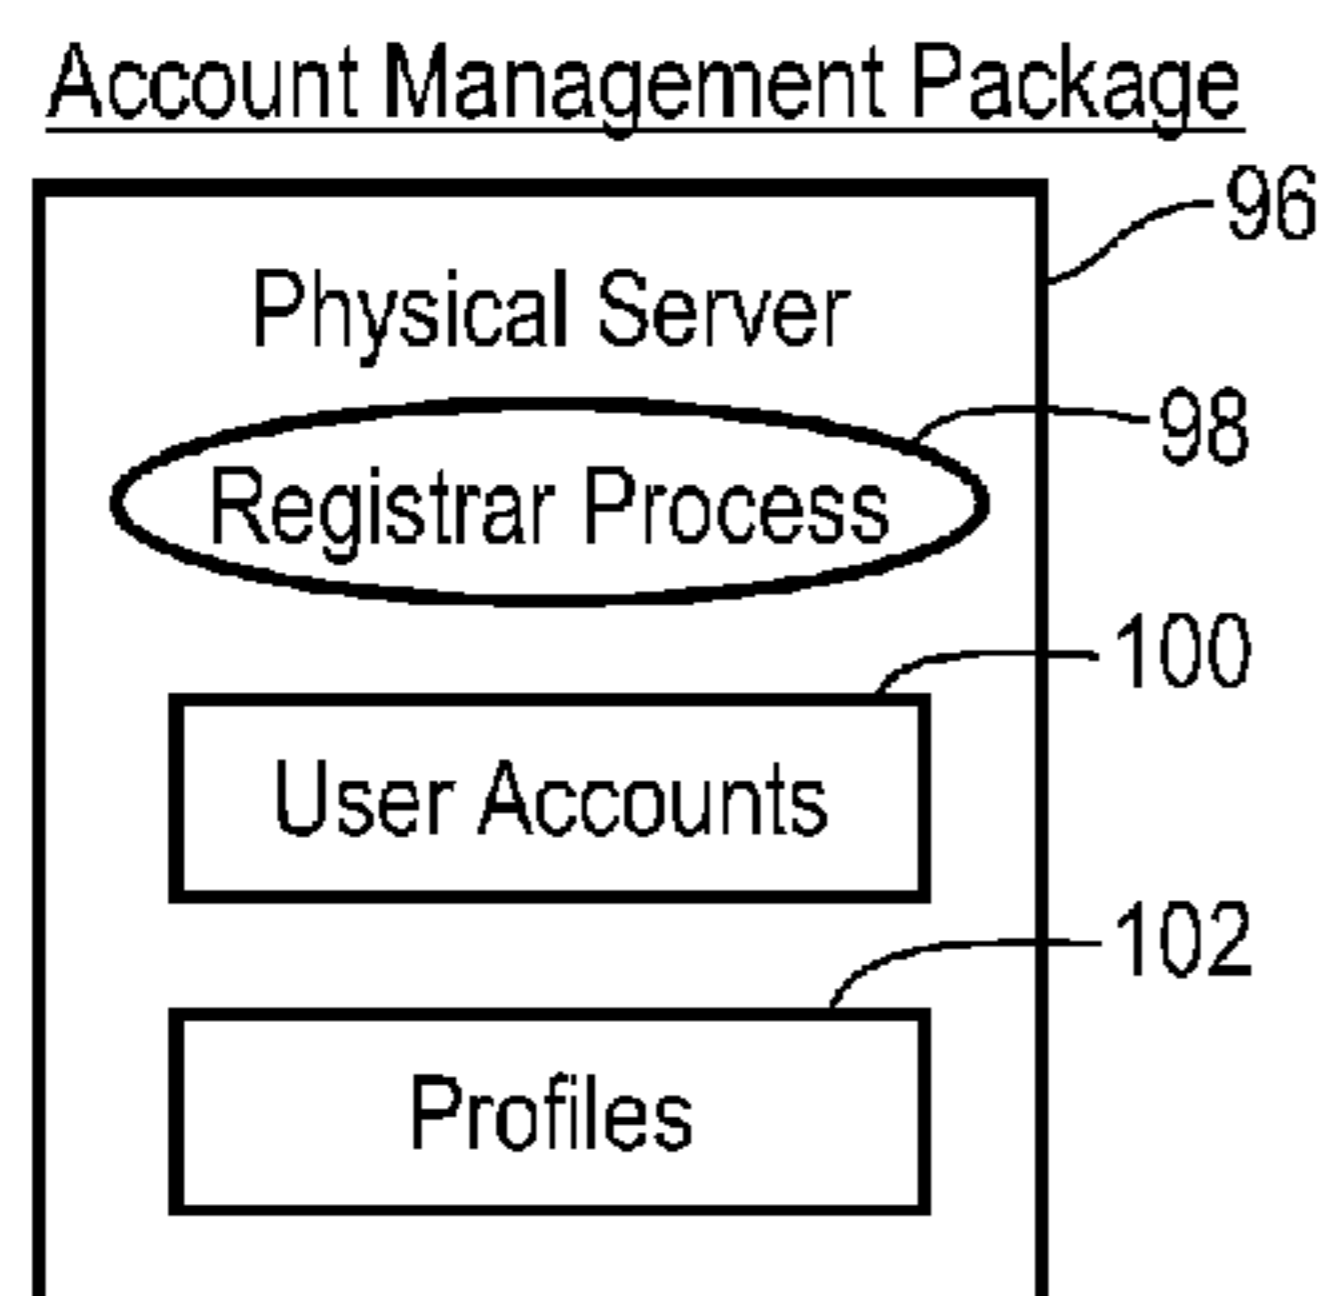 Account Management Package
96
Physical Server
98
Registrar Process
100
User Accounts
102
Profiles